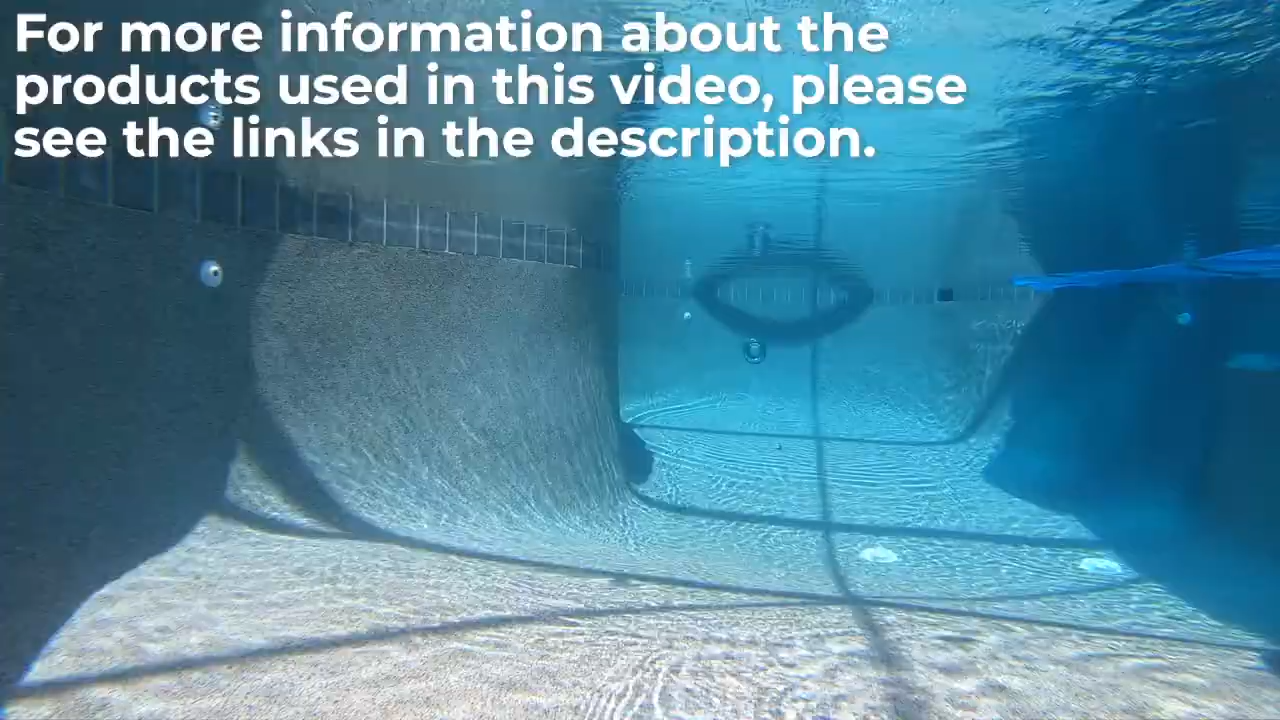 For more information about the
products used in this video, please
see the links in the description.